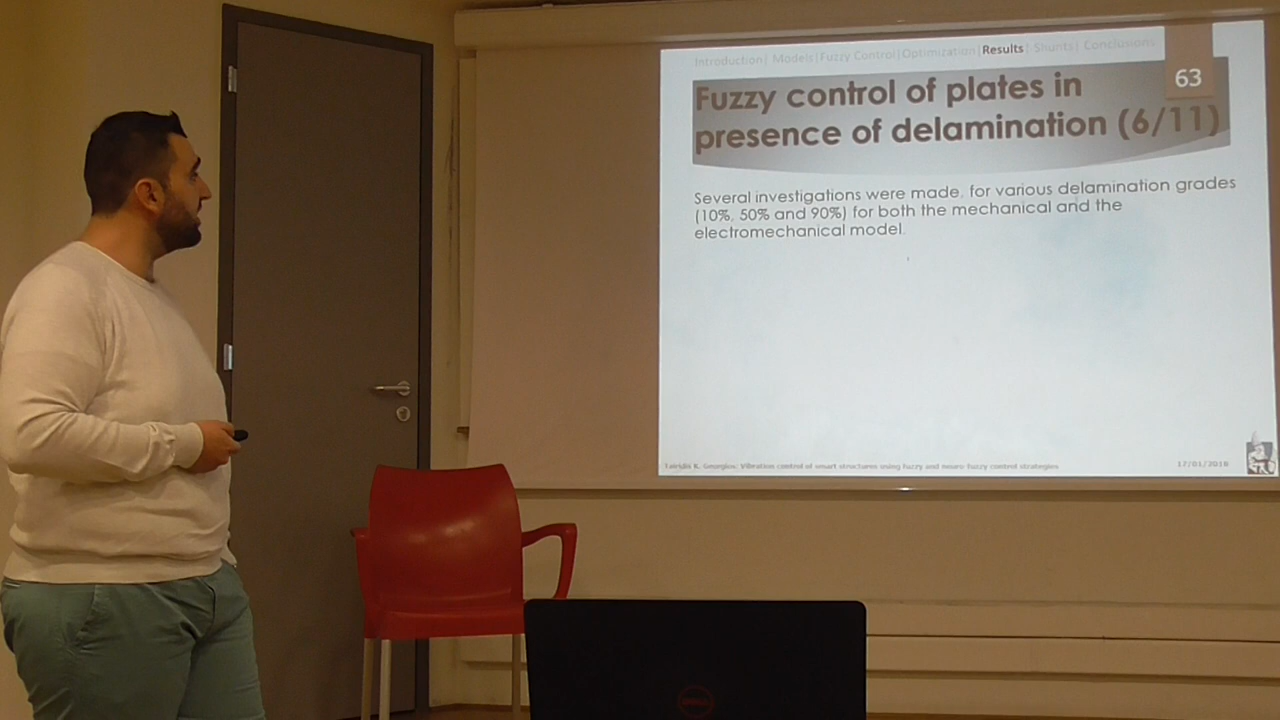 Introduction| Models|Fuzzy Control|Optimization|Results| Shunts| Conclusions
63
Fuzzy control of plates in
presence of delamination (6/11)
Several investigations were made, for various delamination grades
(10%, 50% and 90%) for both the mechanical and the
electromechanical model.
Tairidis K. Georgios: Vibration control of smart structures using fuzzy and neuro-fuzzy control strategies
17/01/2016
DELL